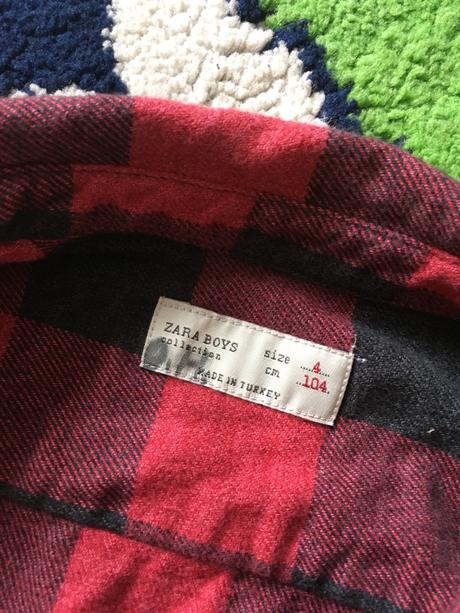 ZARA BOYS
collection
size 4
cm 104
MADE IN TURKEY